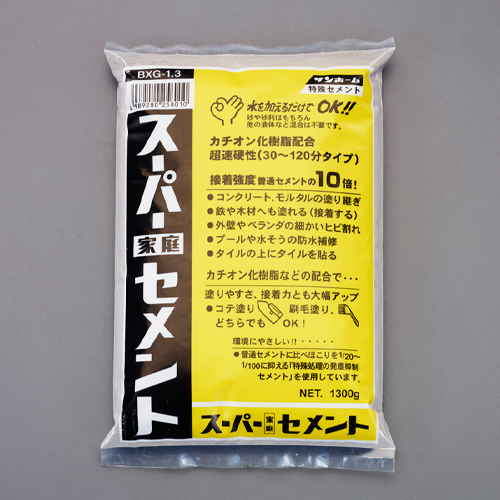 BXG-1.3
4989280258010
スーパー
家庭
セメント
サンホーム
特殊セメント
水を加えるだけで OK!!
砂や砂利はもちろん
他の液体など混合は不要です。
カチオン化樹脂配合
超速硬性(30〜120分タイプ)
接着強度 普通セメントの10倍!
●コンクリート、モルタルの塗り継ぎ
●鉄や木材へも塗れる(接着する)
●外壁やベランダの細かいヒビ割れ
●プールや水そうの防水補修
●タイルの上にタイルを貼る
カチオン化樹脂などの配合で・・・
塗りやすさ、接着力とも大幅アップ
●コテ塗り 刷毛塗り、
どちらでも OK!
環境にやさしい!!・・・・・
●普通セメントに比べほこりを1/20〜
1/100に抑える「特殊処理の発塵抑制
セメント」を使用しています。
NET. 1300g
スーパー家庭セメント